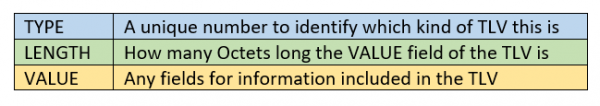 TYPE A unique number to identify which kind of TLV this is
LENGTH How many Octets long the VALUE field of the TLV is
VALUE Any fields for information included in the TLV